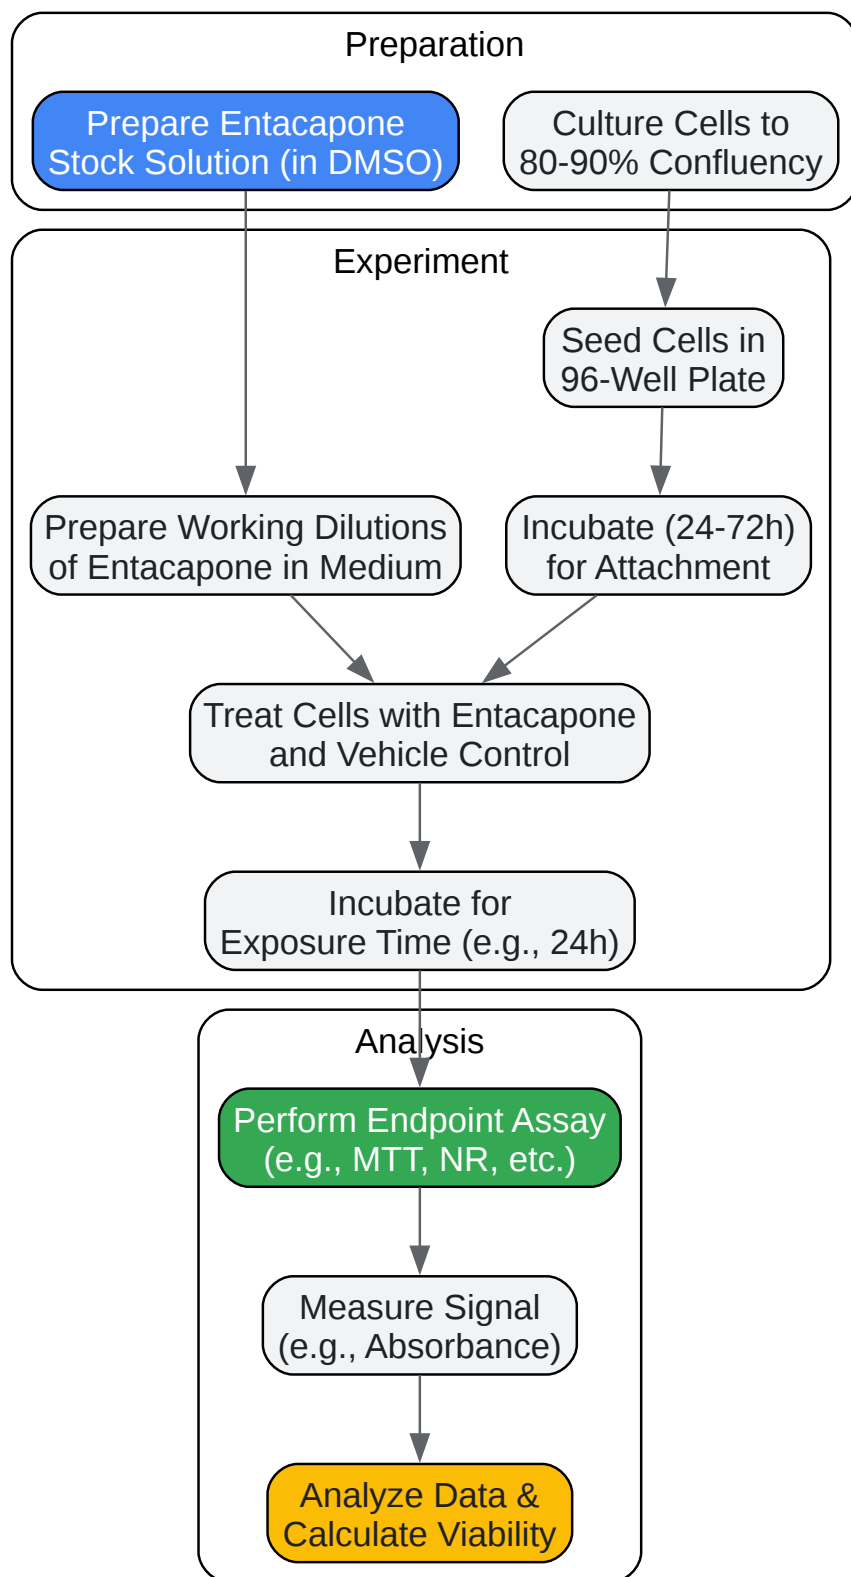 Preparation
Prepare Entacapone
Stock Solution (in DMSO)
Culture Cells to
80-90% Confluency
Experiment
Seed Cells in
96-Well Plate
Prepare Working Dilutions
of Entacapone in Medium
Incubate (24-72h)
for Attachment
Treat Cells with Entacapone
and Vehicle Control
Incubate for
Exposure Time (e.g., 24h)
Analysis
Perform Endpoint Assay
(e.g., MTT, NR, etc.)
Measure Signal
(e.g., Absorbance)
Analyze Data &
Calculate Viability